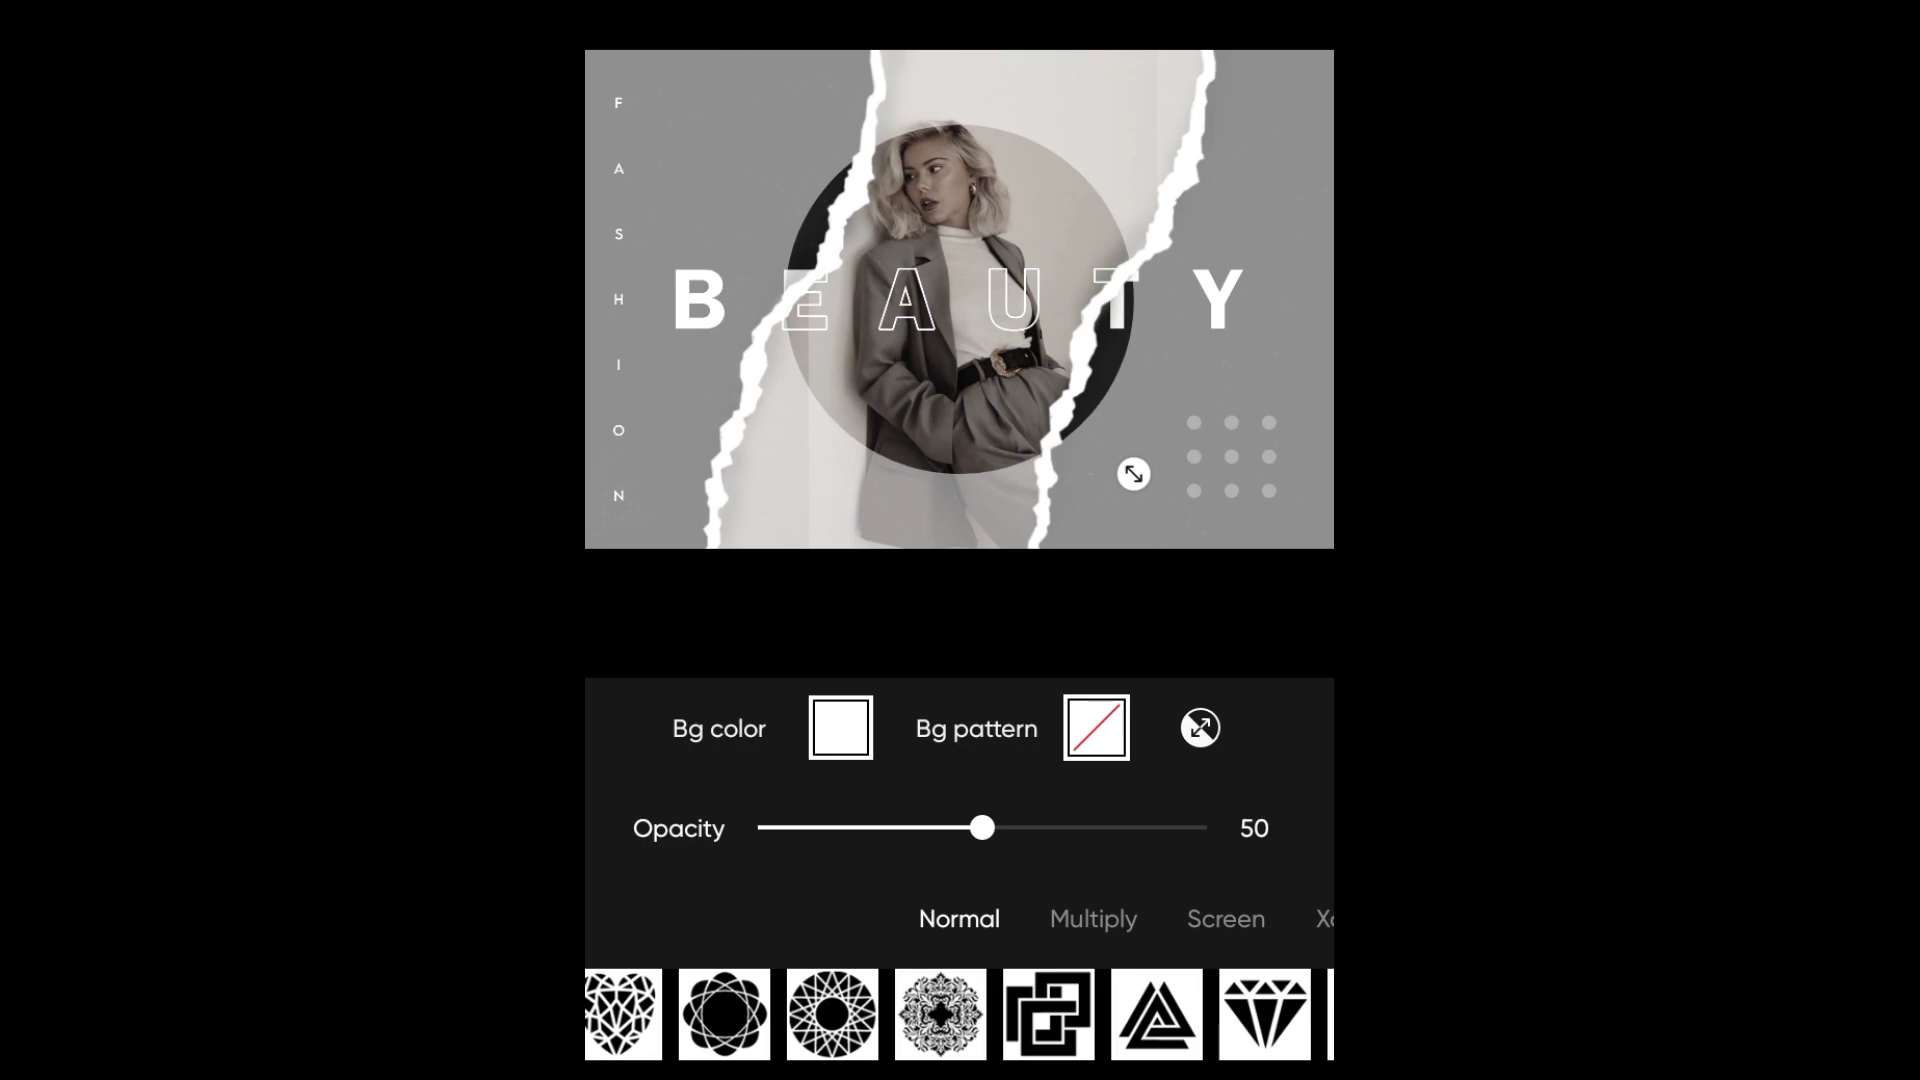 F
A
S
H
I
O
N
BEAUTY
Bg color
Bg pattern
Opacity
50
Normal Multiply Screen